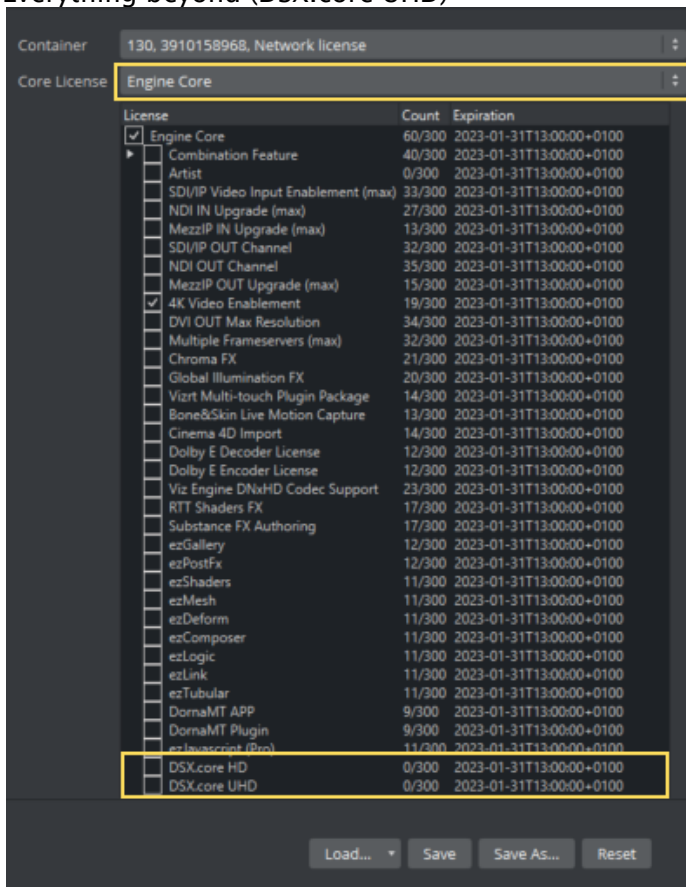 Everything beyond (DSX.core UHD)
Container 130, 3910158968, Network license
Core License Engine Core
License Count Expiration
Engine Core 60/300 2023-01-31T13:00:00+0100
Combination Feature 40/300 2023-01-31T13:00:00+0100
Artist 0/300 2023-01-31T13:00:00+0100
SDI/IP Video Input Enablement (max) 33/300 2023-01-31T13:00:00+0100
NDI IN Upgrade (max) 27/300 2023-01-31T13:00:00+0100
MezzIP IN Upgrade (max) 13/300 2023-01-31T13:00:00+0100
SDI/IP OUT Channel 32/300 2023-01-31T13:00:00+0100
NDI OUT Channel 35/300 2023-01-31T13:00:00+0100
MezzIP OUT Upgrade (max) 15/300 2023-01-31T13:00:00+0100
4K Video Enablement 19/300 2023-01-31T13:00:00+0100
DVI OUT Max Resolution 34/300 2023-01-31T13:00:00+0100
Multiple Frameservers (max) 32/300 2023-01-31T13:00:00+0100
Chroma FX 21/300 2023-01-31T13:00:00+0100
Global Illumination FX 20/300 2023-01-31T13:00:00+0100
Vizrt Multi-touch Plugin Package 14/300 2023-01-31T13:00:00+0100
Bone&Skin Live Motion Capture 13/300 2023-01-31T13:00:00+0100
Cinema 4D Import 14/300 2023-01-31T13:00:00+0100
Dolby E Decoder License 12/300 2023-01-31T13:00:00+0100
Dolby E Encoder License 12/300 2023-01-31T13:00:00+0100
Viz Engine DNxHD Codec Support 23/300 2023-01-31T13:00:00+0100
RTT Shaders FX 17/300 2023-01-31T13:00:00+0100
Substance FX Authoring 17/300 2023-01-31T13:00:00+0100
ezGallery 12/300 2023-01-31T13:00:00+0100
ezPostFx 12/300 2023-01-31T13:00:00+0100
ezShaders 11/300 2023-01-31T13:00:00+0100
ezMesh 11/300 2023-01-31T13:00:00+0100
ezDeform 11/300 2023-01-31T13:00:00+0100
ezComposer 11/300 2023-01-31T13:00:00+0100
ezLogic 11/300 2023-01-31T13:00:00+0100
ezLink 11/300 2023-01-31T13:00:00+0100
ezTubular 11/300 2023-01-31T13:00:00+0100
DornaMT APP 9/300 2023-01-31T13:00:00+0100
DornaMT Plugin 9/300 2023-01-31T13:00:00+0100
ezJavascript (Pro) 11/300 2023-01-31T13:00:00+0100
DSX.core HD 0/300 2023-01-31T13:00:00+0100
DSX.core UHD 0/300 2023-01-31T13:00:00+0100
Load... Save Save As... Reset